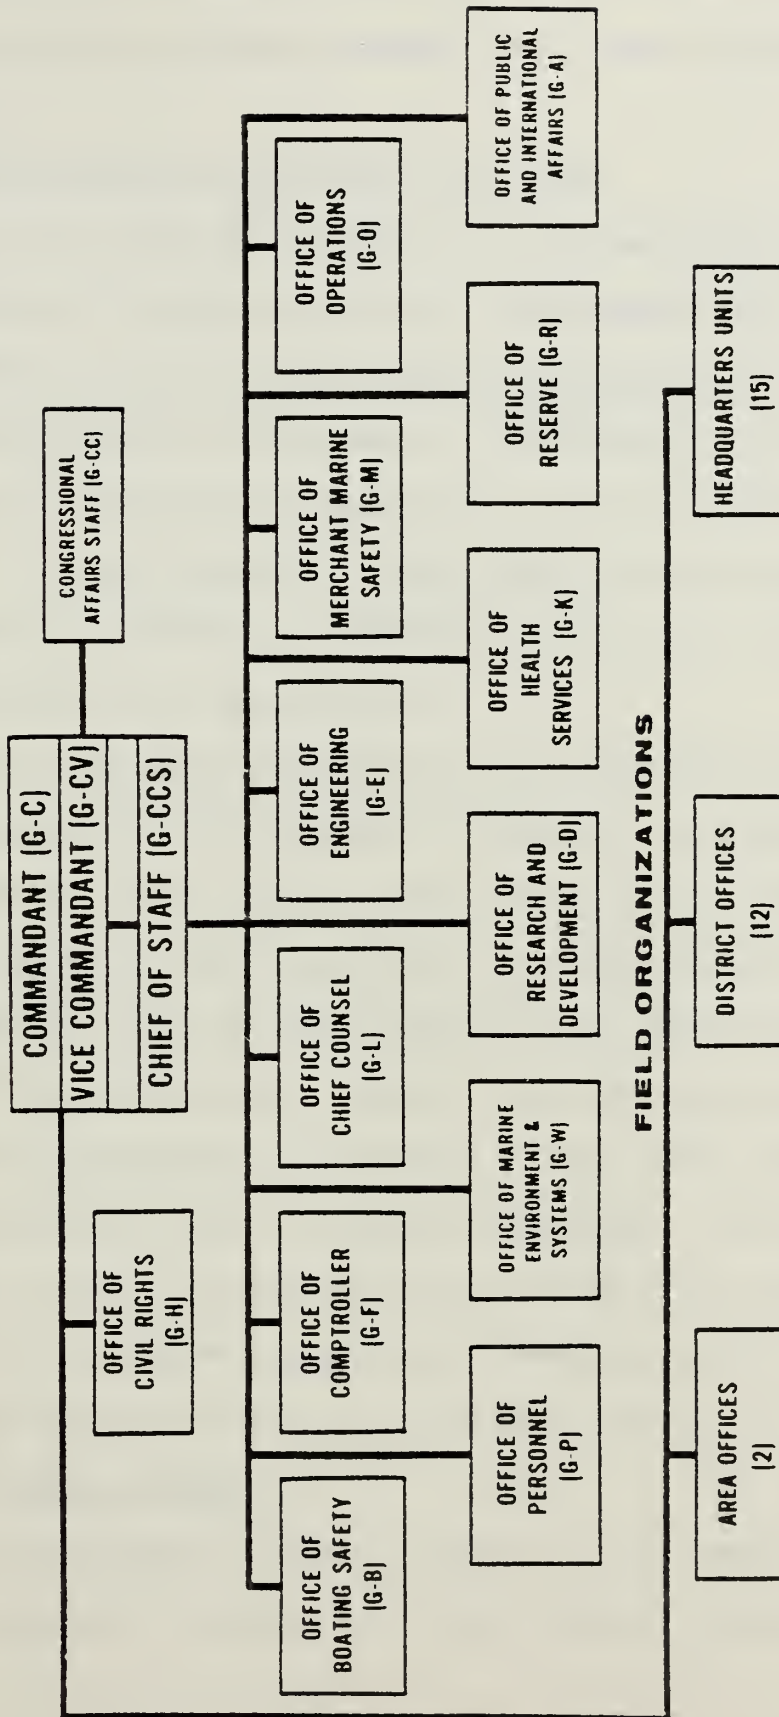 COMMANDANT (G-C)
VICE COMMANDANT (G-CV)
CHIEF OF STAFF (G-CCS)
CONGRESSIONAL
AFFAIRS STAFF (G-CC)
OFFICE OF
CIVIL RIGHTS
(G-H)
OFFICE OF
BOATING SAFETY
(G-B)
OFFICE OF
COMPTROLLER
(G-F)
OFFICE OF
CHIEF COUNSEL
(G-L)
OFFICE OF
ENGINEERING
(G-E)
OFFICE OF
MERCHANT MARINE
SAFETY (G-M)
OFFICE OF
OPERATIONS
(G-O)
OFFICE OF
PERSONNEL
(G-P)
OFFICE OF MARINE
ENVIRONMENT &
SYSTEMS (G-W)
OFFICE OF
RESEARCH AND
DEVELOPMENT (G-D)
OFFICE OF
HEALTH
SERVICES (G-K)
OFFICE OF
RESERVE (G-R)
OFFICE OF PUBLIC
AND INTERNATIONAL
AFFAIRS (G-A)
FIELD ORGANIZATIONS
AREA OFFICES
(2)
DISTRICT OFFICES
(12)
HEADQUARTERS UNITS
(15)